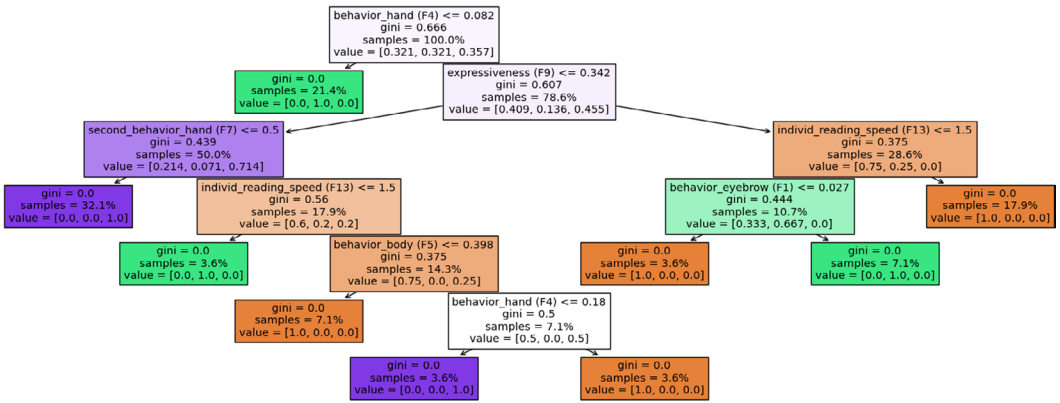 behavior_hand (F4) <= 0.082
gini = 0.666
samples = 100.0%
value = [0.321, 0.321, 0.357]
gini = 0.0
samples = 21.4%
value = [0.0, 1.0, 0.0]
expressiveness (F9) <= 0.342
gini = 0.607
samples = 78.6%
value = [0.409, 0.136, 0.455]
second_behavior_hand (F7) <= 0.5
gini = 0.439
samples = 50.0%
value = [0.214, 0.071, 0.714]
individ_reading_speed (F13) <= 1.5
gini = 0.375
samples = 28.6%
value = [0.75, 0.25, 0.0]
gini = 0.0
samples = 32.1%
value = [0.0, 0.0, 1.0]
individ_reading_speed (F13) <= 1.5
gini = 0.56
samples = 17.9%
value = [0.6, 0.2, 0.2]
behavior_eyebrow (F1) <= 0.027
gini = 0.444
samples = 10.7%
value = [0.333, 0.667, 0.0]
gini = 0.0
samples = 17.9%
value = [1.0, 0.0, 0.0]
gini = 0.0
samples = 3.6%
value = [0.0, 1.0, 0.0]
behavior_body (F5) <= 0.398
gini = 0.375
samples = 14.3%
value = [0.75, 0.0, 0.25]
gini = 0.0
samples = 3.6%
value = [1.0, 0.0, 0.0]
gini = 0.0
samples = 7.1%
value = [0.0, 1.0, 0.0]
gini = 0.0
samples = 7.1%
value = [1.0, 0.0, 0.0]
behavior_hand (F4) <= 0.18
gini = 0.5
samples = 7.1%
value = [0.5, 0.0, 0.5]
gini = 0.0
samples = 3.6%
value = [0.0, 0.0, 1.0]
gini = 0.0
samples = 3.6%
value = [1.0, 0.0, 0.0]